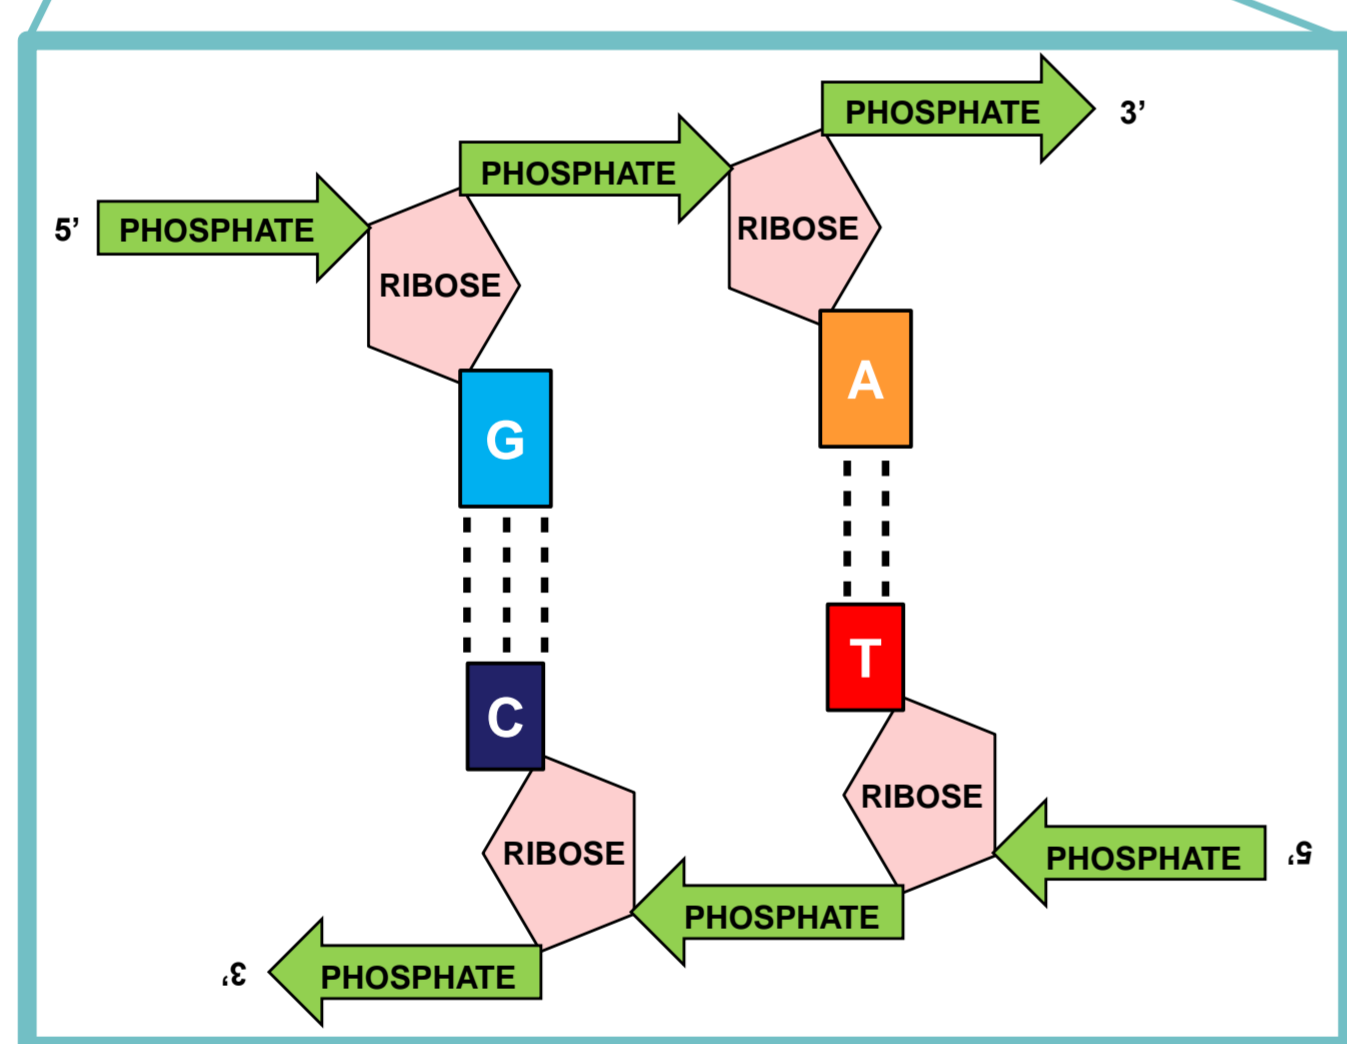 PHOSPHATE 3’
PHOSPHATE
5’ PHOSPHATE
RIBOSE
RIBOSE
A
G
T
C
RIBOSE
RIBOSE
PHOSPHATE 5’
PHOSPHATE
3’ PHOSPHATE